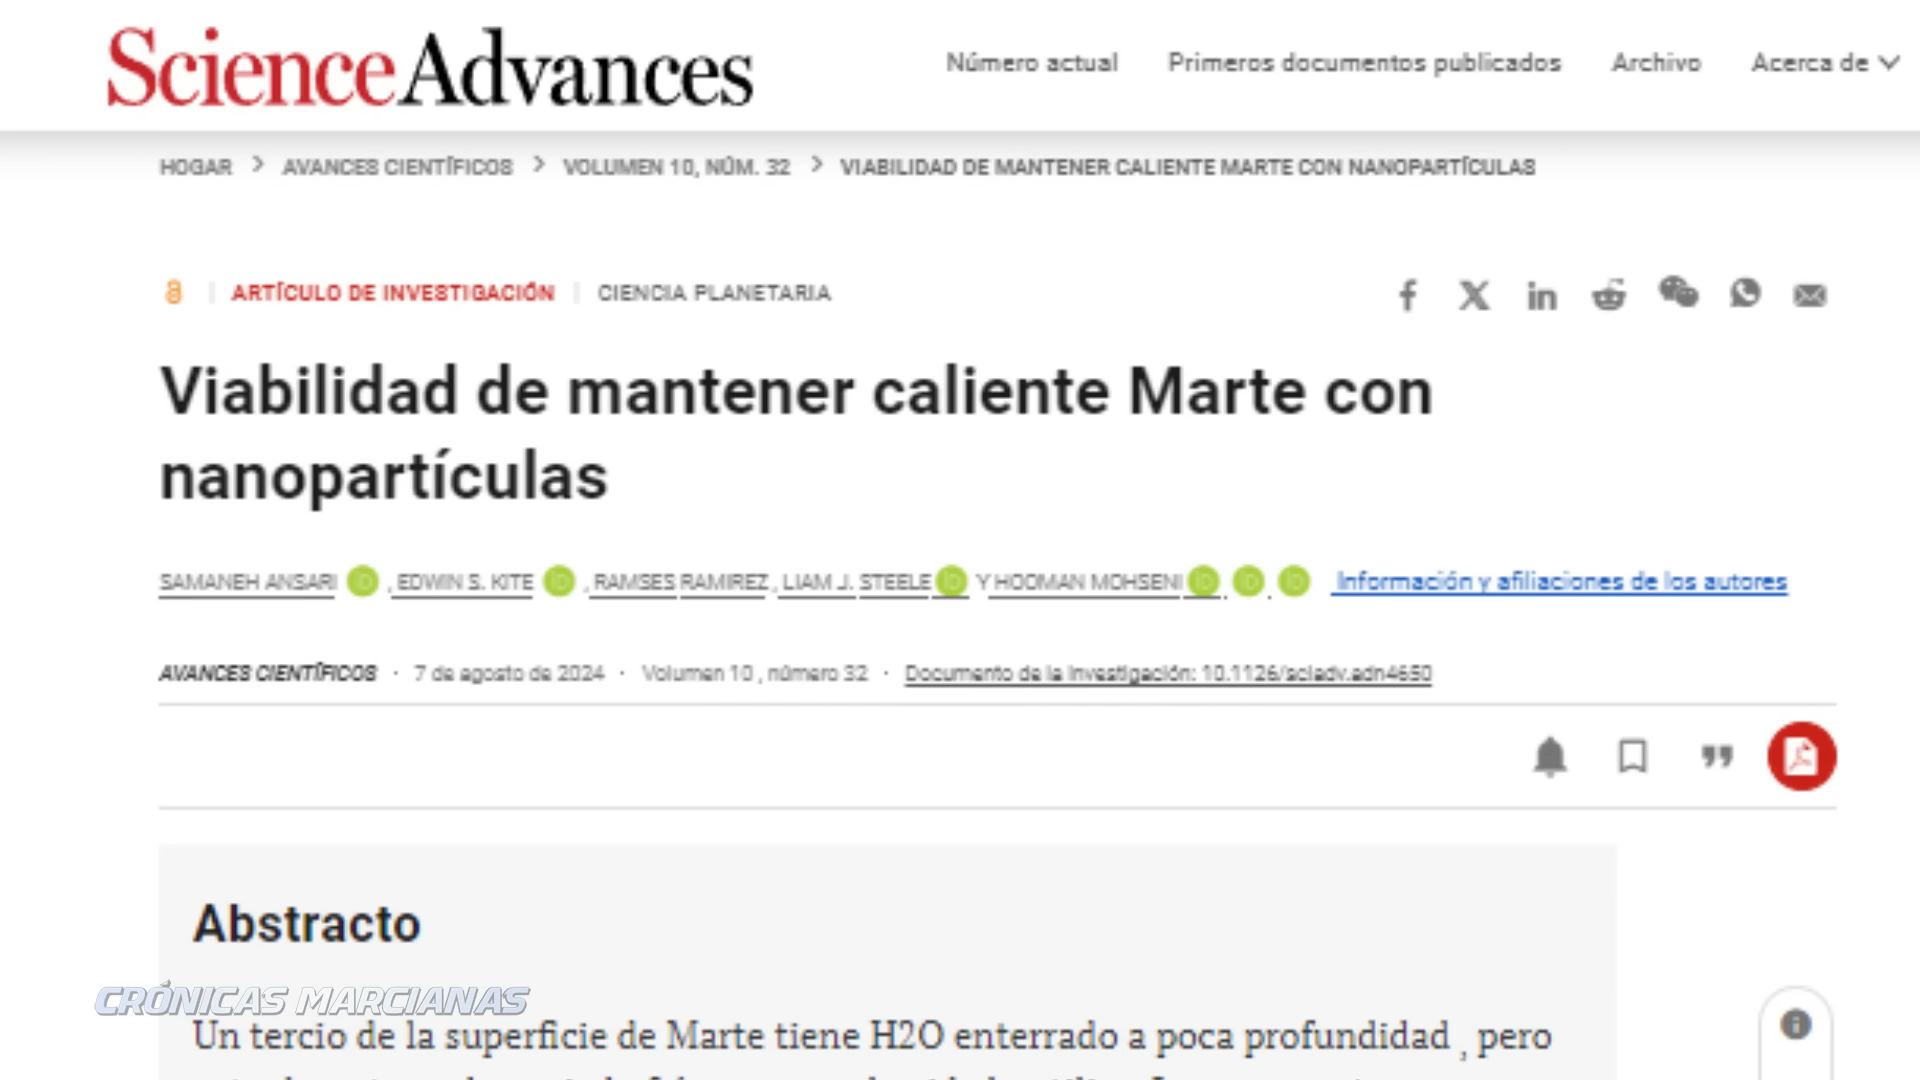 ScienceAdvances
Número actual Primeros documentos publicados Archivo Acerca de
HOGAR > AVANCES CIENTÍFICOS > VOLUMEN 10, NÚM. 32 > VIABILIDAD DE MANTENER CALIENTE MARTE CON NANOPARTÍCULAS
ARTÍCULO DE INVESTIGACIÓN | CIENCIA PLANETARIA
Viabilidad de mantener caliente Marte con
nanopartículas
SAMANEH ANSARI , EDWIN S. KITE , RAMSES RAMIREZ , LIAM J. STEELE Y HOOMAN MOHSENI , , Información y afiliaciones de los autores
AVANCES CIENTÍFICOS · 7 de agosto de 2024 · Volumen 10 , número 32 · Documento de la investigación: 10.1126/sciadv.adn4650
Abstracto
CRÓNICAS MARCIANAS
Un tercio de la superficie de Marte tiene H2O enterrado a poca profundidad , pero